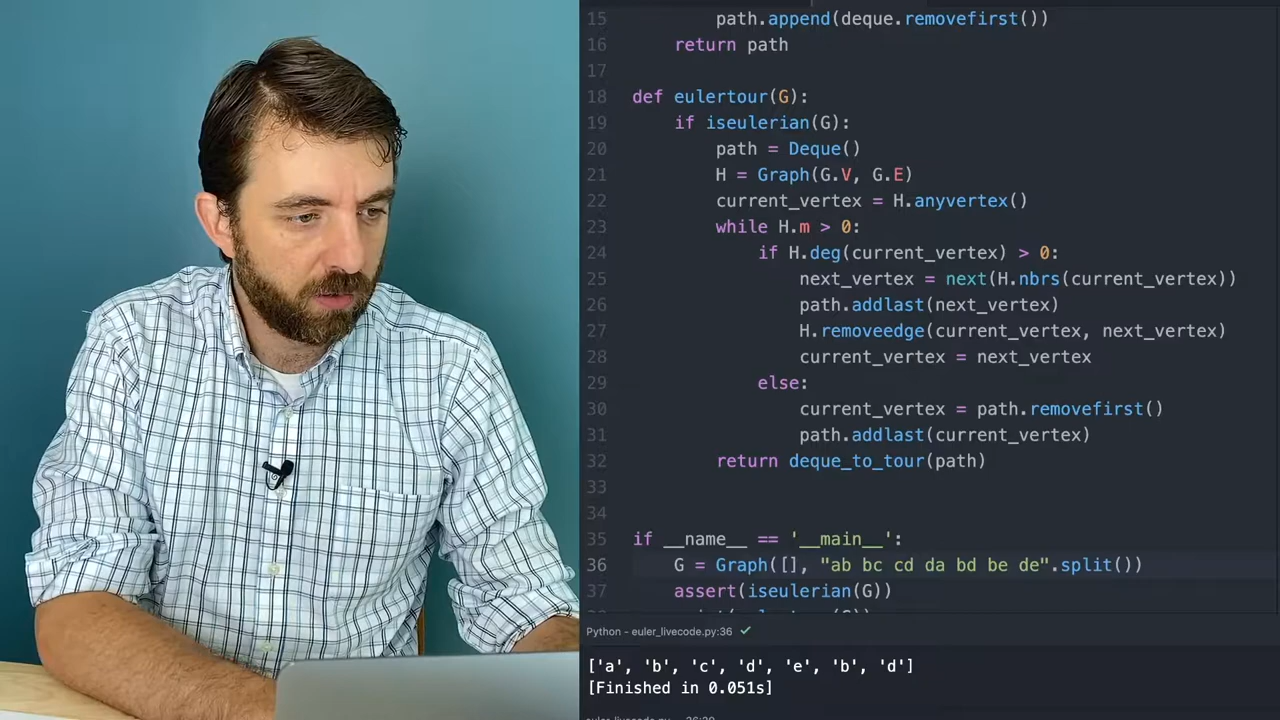 15 path.append(deque.removefirst())
16 return path
17
18 def eulertour(G):
19 if iseulerian(G):
20 path = Deque()
21 H = Graph(G.V, G.E)
22 current_vertex = H.anyvertex()
23 while H.m > 0:
24 if H.deg(current_vertex) > 0:
25 next_vertex = next(H.nbrs(current_vertex))
26 path.addlast(next_vertex)
27 H.removeedge(current_vertex, next_vertex)
28 current_vertex = next_vertex
29 else:
30 current_vertex = path.removefirst()
31 path.addlast(current_vertex)
32 return deque_to_tour(path)
33
34
35 if __name__ == '__main__':
36 G = Graph([], "ab bc cd da bd be de".split())
37 assert(iseulerian(G))
Python - euler_livecode.py:36 ✓
['a', 'b', 'c', 'd', 'e', 'b', 'd']
[Finished in 0.051s]